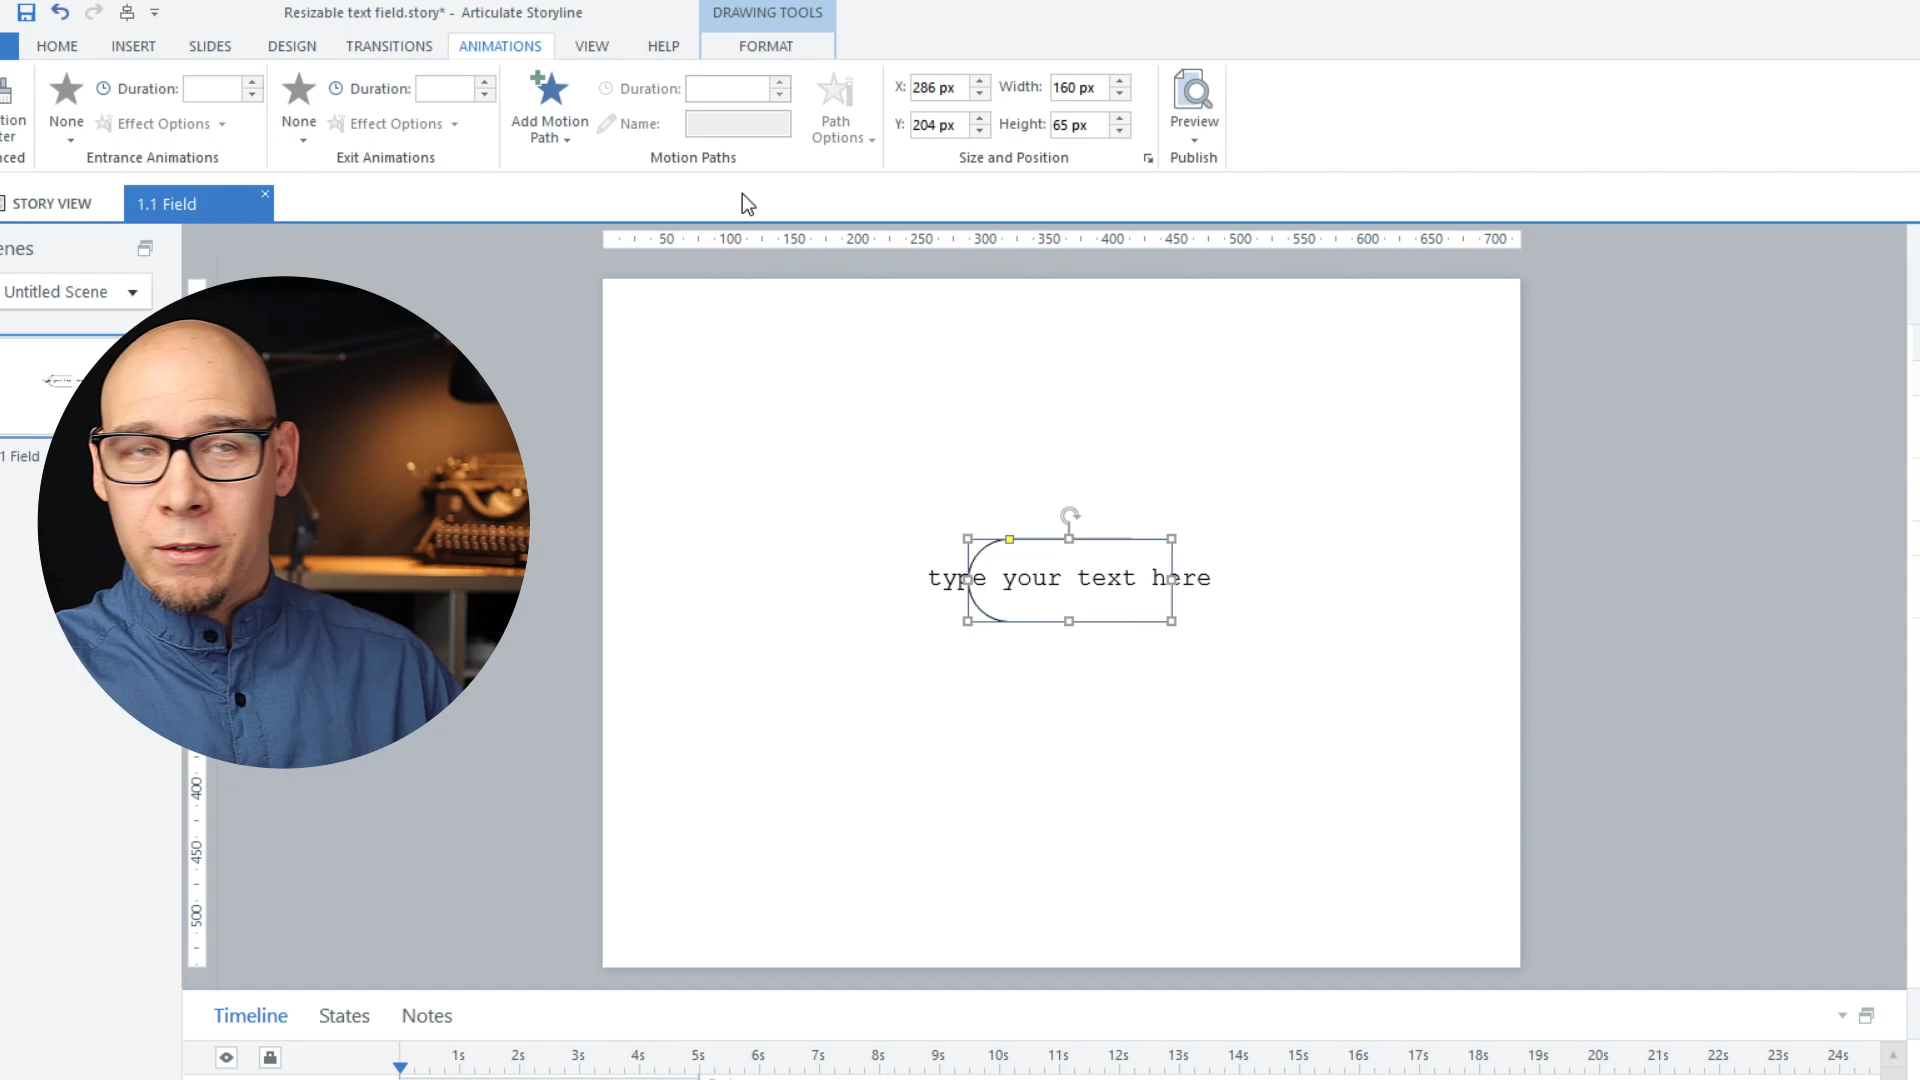 Resizable text field.story* - Articulate Storyline
DRAWING TOOLS
HOME INSERT SLIDES DESIGN TRANSITIONS ANIMATIONS VIEW HELP FORMAT
Duration: Duration: Duration: X: 286 px Width: 160 px
tion None Effect Options None Effect Options Add Motion Path Name: Path Options Y: 204 px Height: 65 px Preview
ter
ced Entrance Animations Exit Animations Motion Paths Size and Position Publish
STORY VIEW 1.1 Field
50 100 150 200 250 300 350 400 450 500 550 600 650 700
enes
Untitled Scene
1 Field
type your text here
400
450
500
Timeline States Notes
1s 2s 3s 4s 5s 6s 7s 8s 9s 10s 11s 12s 13s 14s 15s 16s 17s 18s 19s 20s 21s 22s 23s 24s